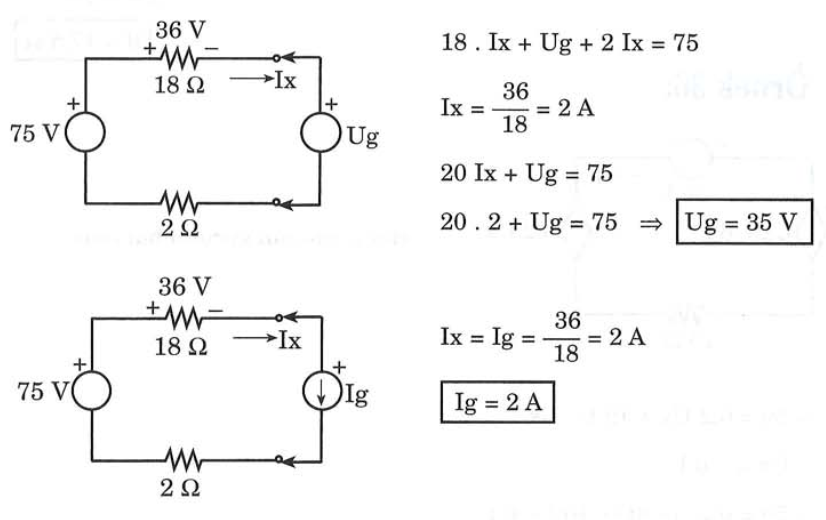 36 V
+ −
18 Ω
Ix
+
75 V
+
Ug
2 Ω
18 . Ix + Ug + 2 Ix = 75
Ix = 36/18 = 2 A
20 Ix + Ug = 75
20 . 2 + Ug = 75 ⇒ Ug = 35 V
36 V
+ −
18 Ω
Ix
+
75 V
+
Ig
2 Ω
Ix = Ig = 36/18 = 2 A
Ig = 2 A